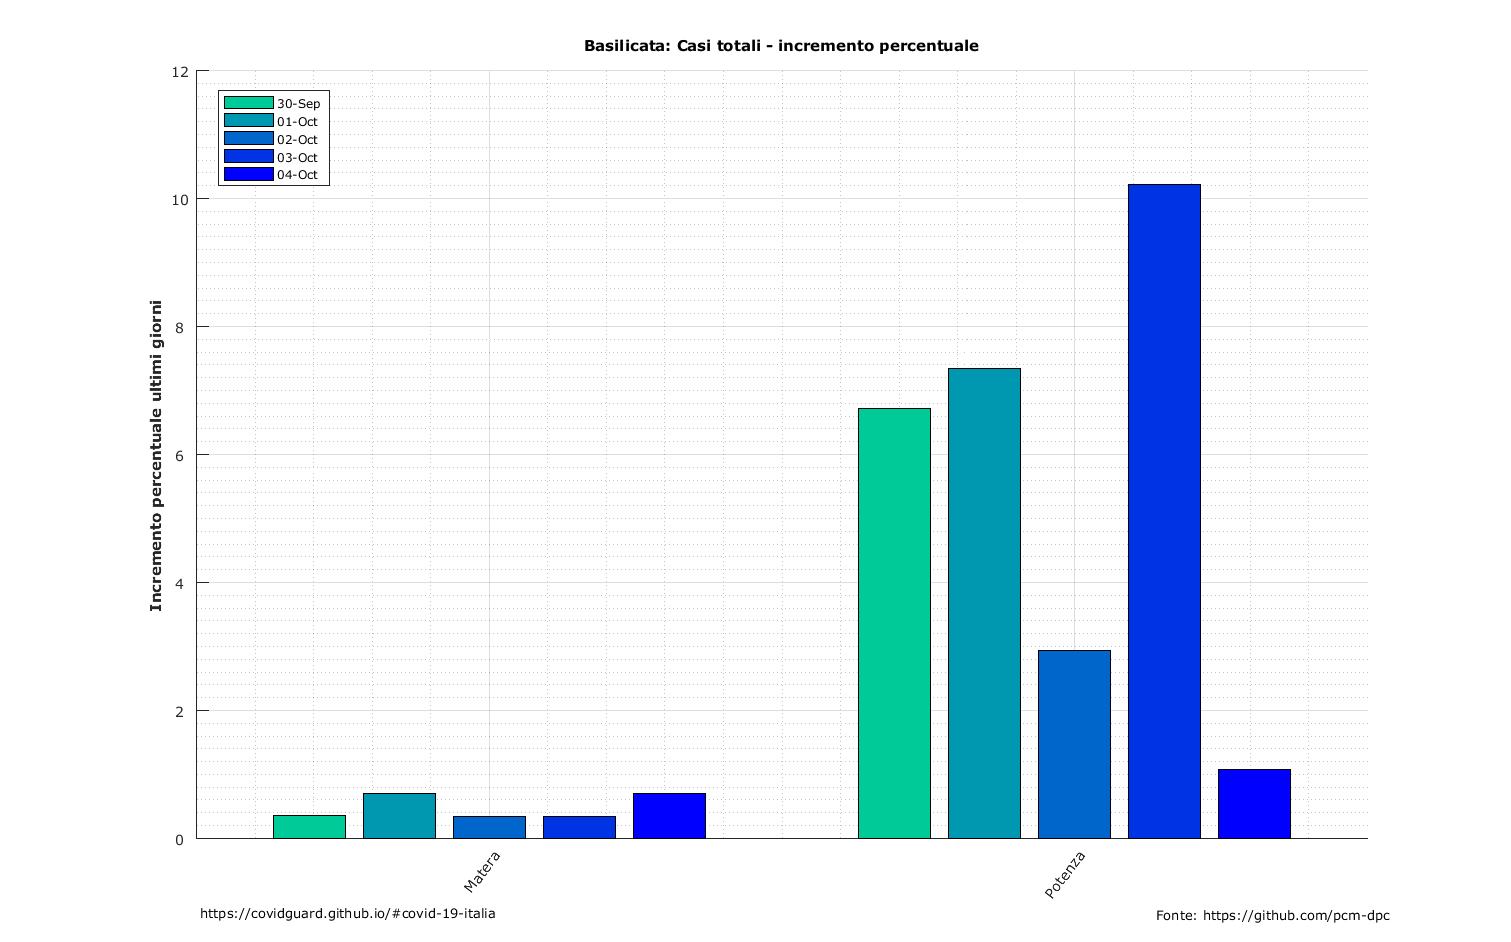 Basilicata: Casi totali - incremento percentuale
12
10
8
6
4
2
0
Incremento percentuale ultimi giorni
30-Sep
01-Oct
02-Oct
03-Oct
04-Oct
Matera
Potenza
https://covidguard.github.io/#covid-19-italia
Fonte: https://github.com/pcm-dpc